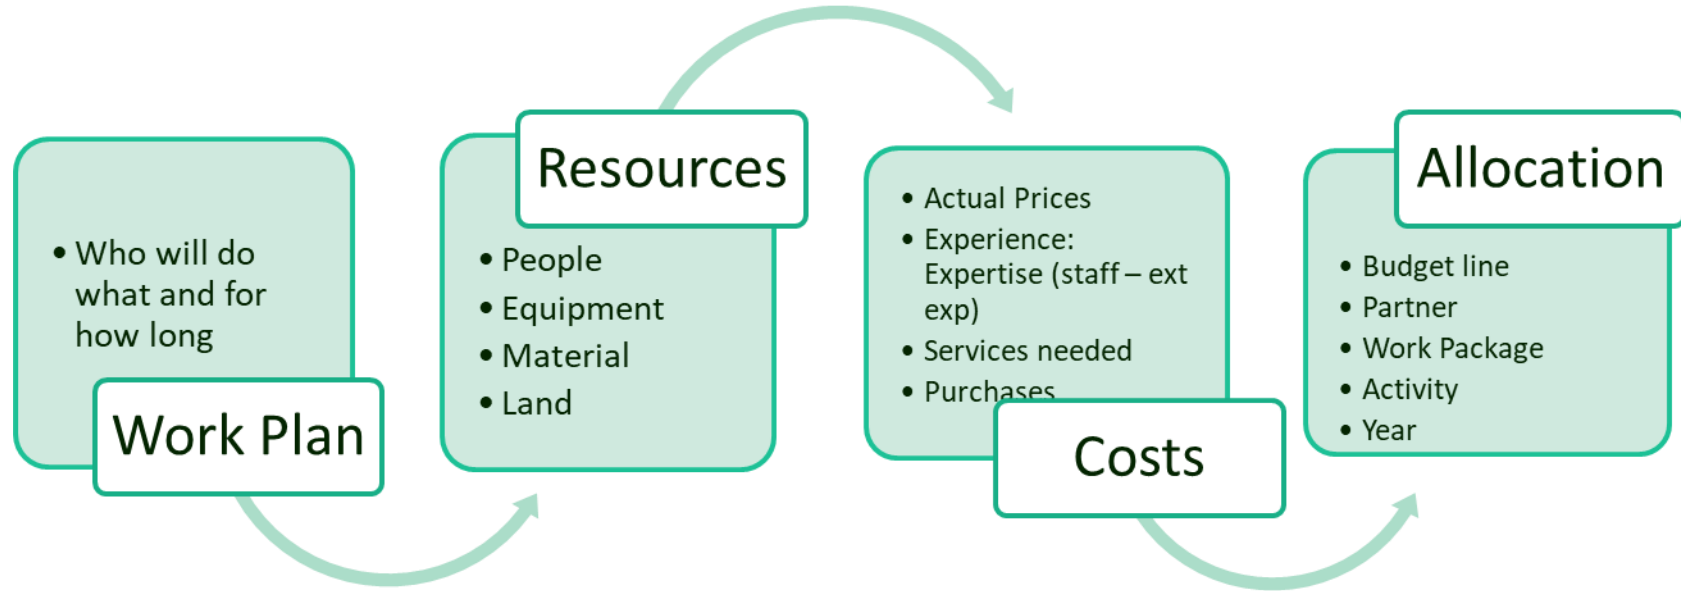 • Who will do
what and for
how long
Work Plan
Resources
• People
• Equipment
• Material
• Land
• Actual Prices
• Experience:
Expertise (staff – ext
exp)
• Services needed
• Purchases
Costs
Allocation
• Budget line
• Partner
• Work Package
• Activity
• Year